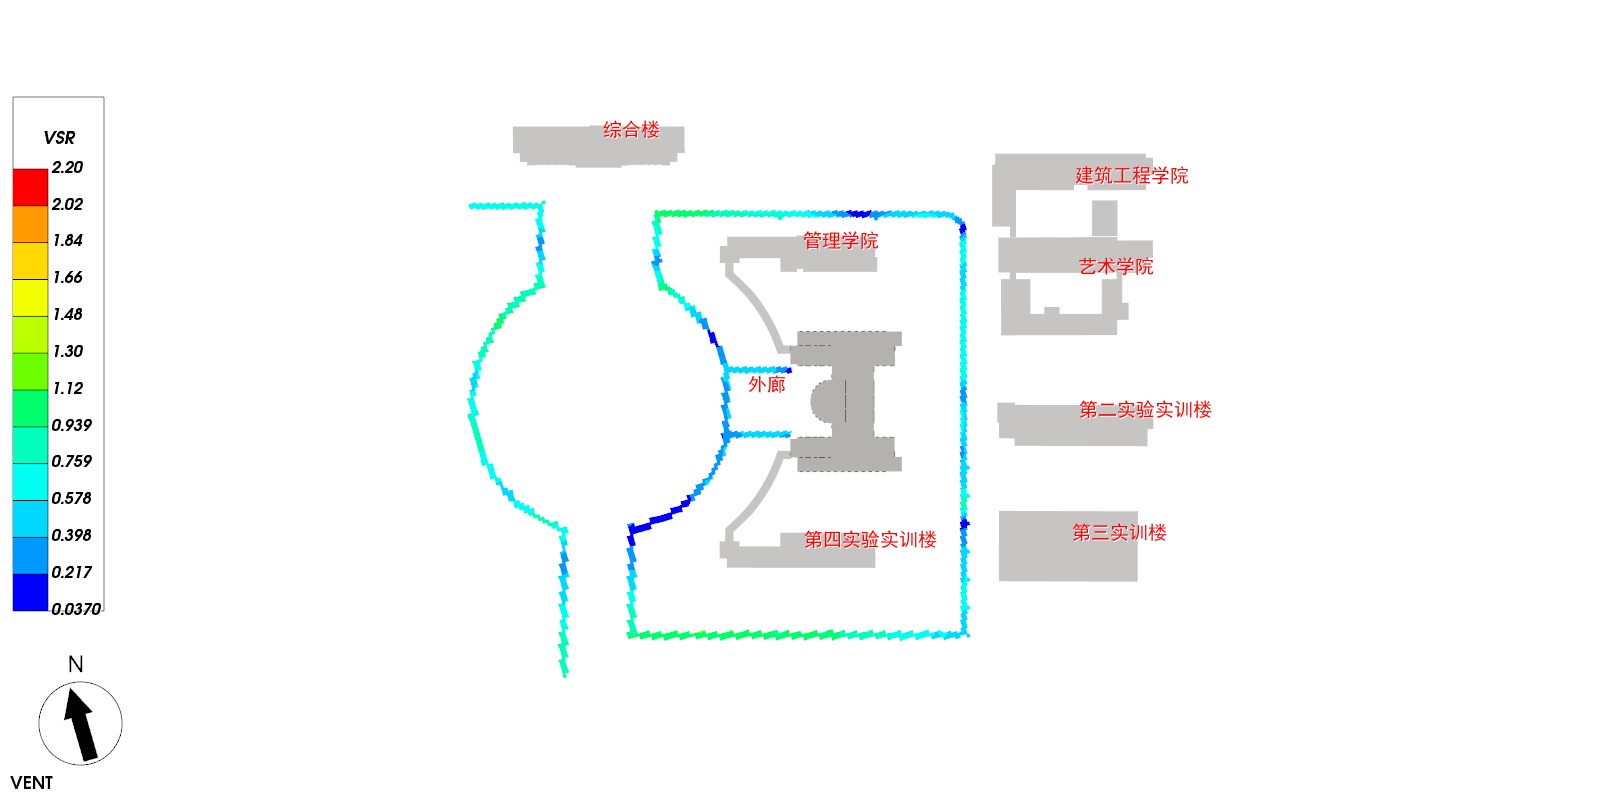 VSR
2.20
2.02
1.84
1.66
1.48
1.30
1.12
0.939
0.759
0.578
0.398
0.217
0.0370
N
VENT
综合楼
建筑工程学院
管理学院
艺术学院
外廊
第二实验实训楼
第三实训楼
第四实验实训楼